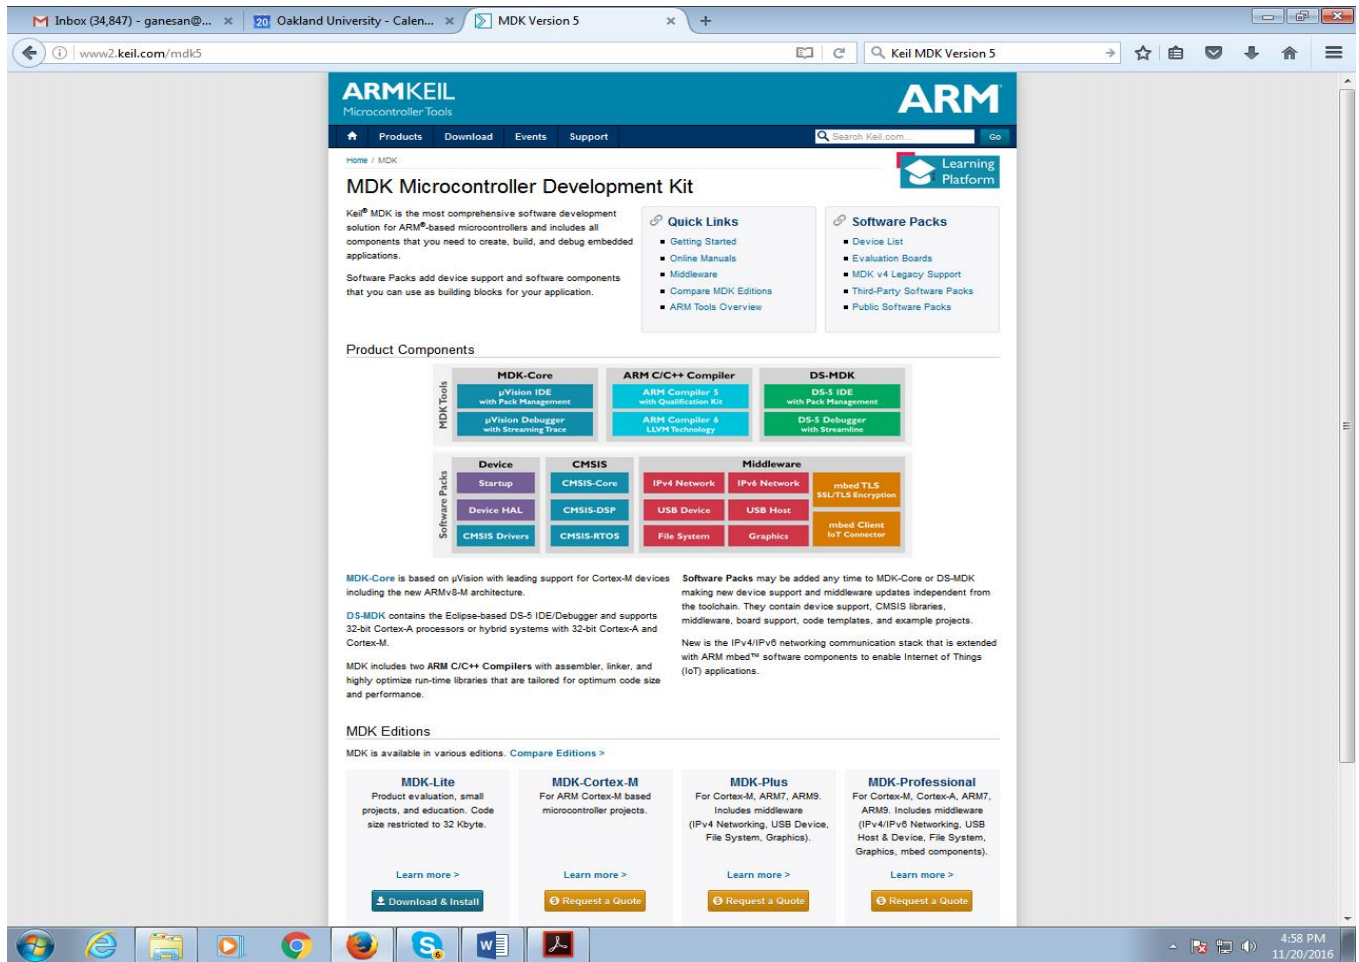 Inbox (34,847) - ganesan@...
20 Oakland University - Calen...
MDK Version 5
www2.keil.com/mdk5
Keil MDK Version 5
ARMKEIL
Microcontroller Tools
ARM®
Products Download Events Support
Search Keil.com...
Go
Home / MDK
Learning
Platform
MDK Microcontroller Development Kit
Keil® MDK is the most comprehensive software development
solution for ARM®-based microcontrollers and includes all
components that you need to create, build, and debug embedded
applications.
Software Packs add device support and software components
that you can use as building blocks for your application.
Quick Links
Getting Started
Online Manuals
Middleware
Compare MDK Editions
ARM Tools Overview
Software Packs
Device List
Evaluation Boards
MDK v4 Legacy Support
Third-Party Software Packs
Public Software Packs
Product Components
MDK Tools
MDK-Core
µVision IDE
with Pack Management
µVision Debugger
with Streaming Trace
ARM C/C++ Compiler
ARM Compiler 5
with Qualification Kit
ARM Compiler 6
LLVM Technology
DS-MDK
DS-5 IDE
with Pack Management
DS-5 Debugger
with Streamline
Software Packs
Device
Startup
Device HAL
CMSIS Drivers
CMSIS
CMSIS-Core
CMSIS-DSP
CMSIS-RTOS
Middleware
IPv4 Network IPv6 Network
USB Device USB Host
File System Graphics
mbed TLS
SSL/TLS Encryption
mbed Client
IoT Connector
MDK-Core is based on µVision with leading support for Cortex-M devices
including the new ARMv8-M architecture.
DS-MDK contains the Eclipse-based DS-5 IDE/Debugger and supports
32-bit Cortex-A processors or hybrid systems with 32-bit Cortex-A and
Cortex-M.
MDK includes two ARM C/C++ Compilers with assembler, linker, and
highly optimize run-time libraries that are tailored for optimum code size
and performance.
Software Packs may be added any time to MDK-Core or DS-MDK
making new device support and middleware updates independent from
the toolchain. They contain device support, CMSIS libraries,
middleware, board support, code templates, and example projects.
New is the IPv4/IPv6 networking communication stack that is extended
with ARM mbed™ software components to enable Internet of Things
(IoT) applications.
MDK Editions
MDK is available in various editions. Compare Editions >
MDK-Lite
Product evaluation, small
projects, and education. Code
size restricted to 32 Kbyte.
Learn more >
Download & Install
MDK-Cortex-M
For ARM Cortex-M based
microcontroller projects.
Learn more >
Request a Quote
MDK-Plus
For Cortex-M, ARM7, ARM9.
Includes middleware
(IPv4 Networking, USB Device,
File System, Graphics).
Learn more >
Request a Quote
MDK-Professional
For Cortex-M, Cortex-A, ARM7,
ARM9. Includes middleware
(IPv4/IPv6 Networking, USB
Host & Device, File System,
Graphics, mbed components).
Learn more >
Request a Quote
4:58 PM
11/20/2016